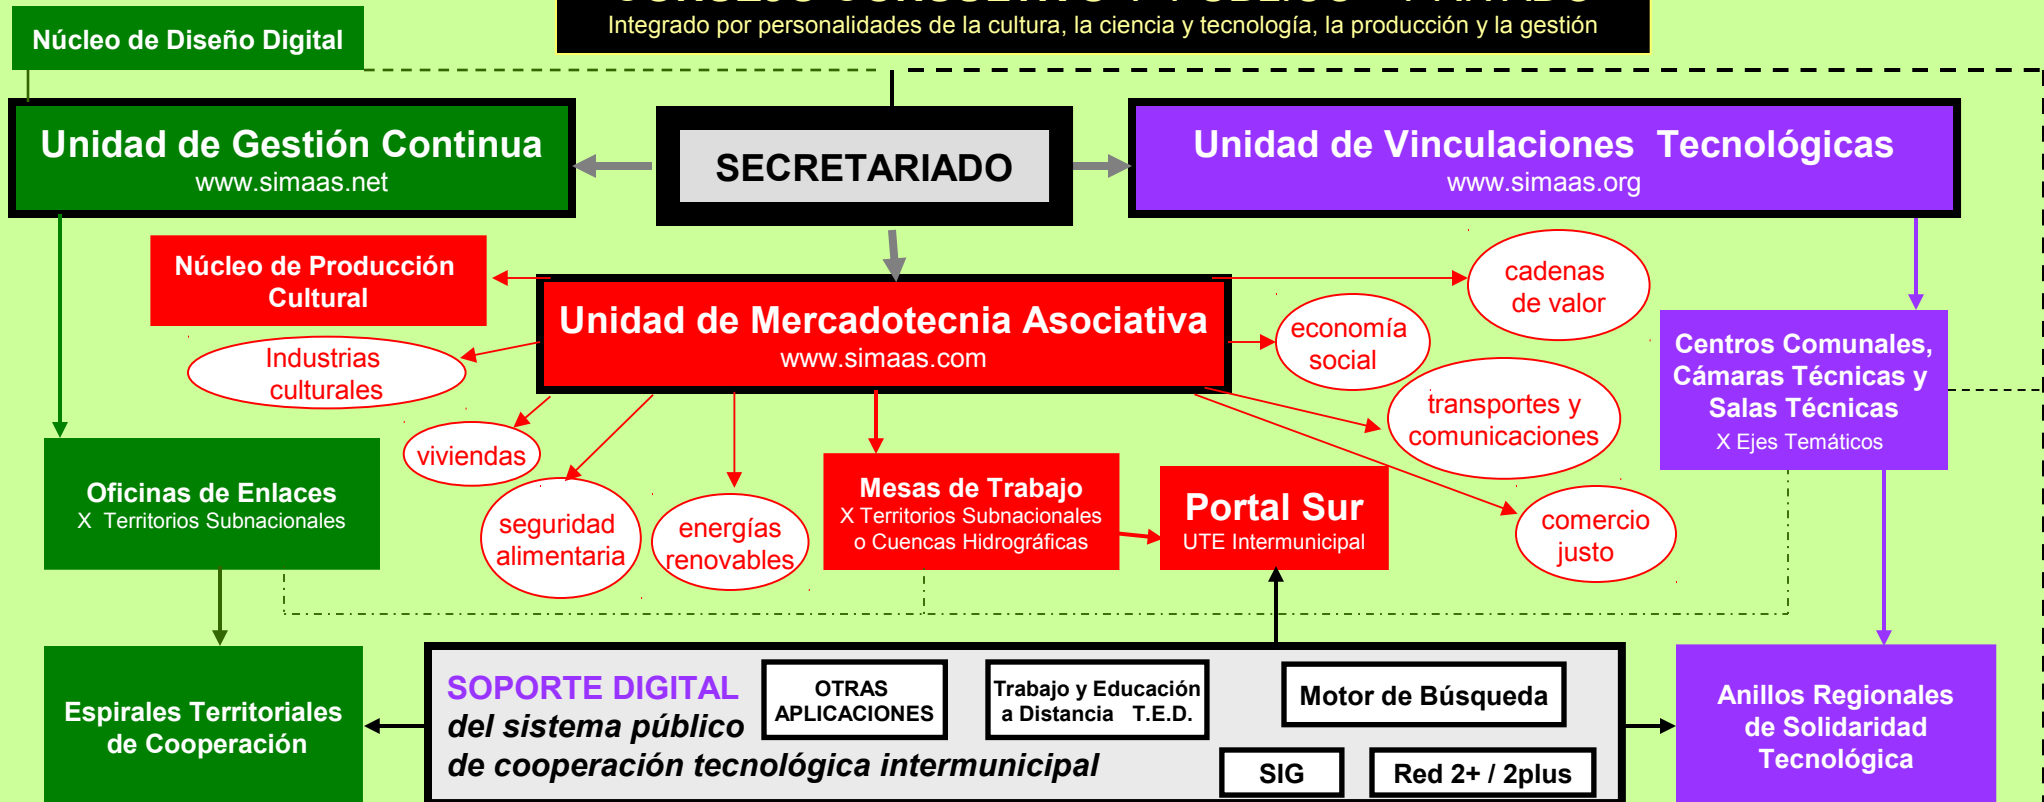 Integrado por personalidades de la cultura, la ciencia y tecnología, la producción y la gestión
Núcleo de Diseño Digital
Unidad de Gestión Continua
www.simaas.net
SECRETARIADO
Unidad de Vinculaciones Tecnológicas
www.simaas.org
Núcleo de Producción
Cultural
Unidad de Mercadotecnia Asociativa
www.simaas.com
cadenas
de valor
economía
social
Industrias
culturales
Centros Comunales,
Cámaras Técnicas y
Salas Técnicas
X Ejes Temáticos
transportes y
comunicaciones
viviendas
Oficinas de Enlaces
X Territorios Subnacionales
seguridad
alimentaria
energías
renovables
Mesas de Trabajo
X Territorios Subnacionales
o Cuencas Hidrográficas
Portal Sur
UTE Intermunicipal
comercio
justo
Espirales Territoriales
de Cooperación
SOPORTE DIGITAL
del sistema público
de cooperación tecnológica intermunicipal
OTRAS
APLICACIONES
Trabajo y Educación
a Distancia T.E.D.
Motor de Búsqueda
SIG
Red 2+ / 2plus
Anillos Regionales
de Solidaridad
Tecnológica